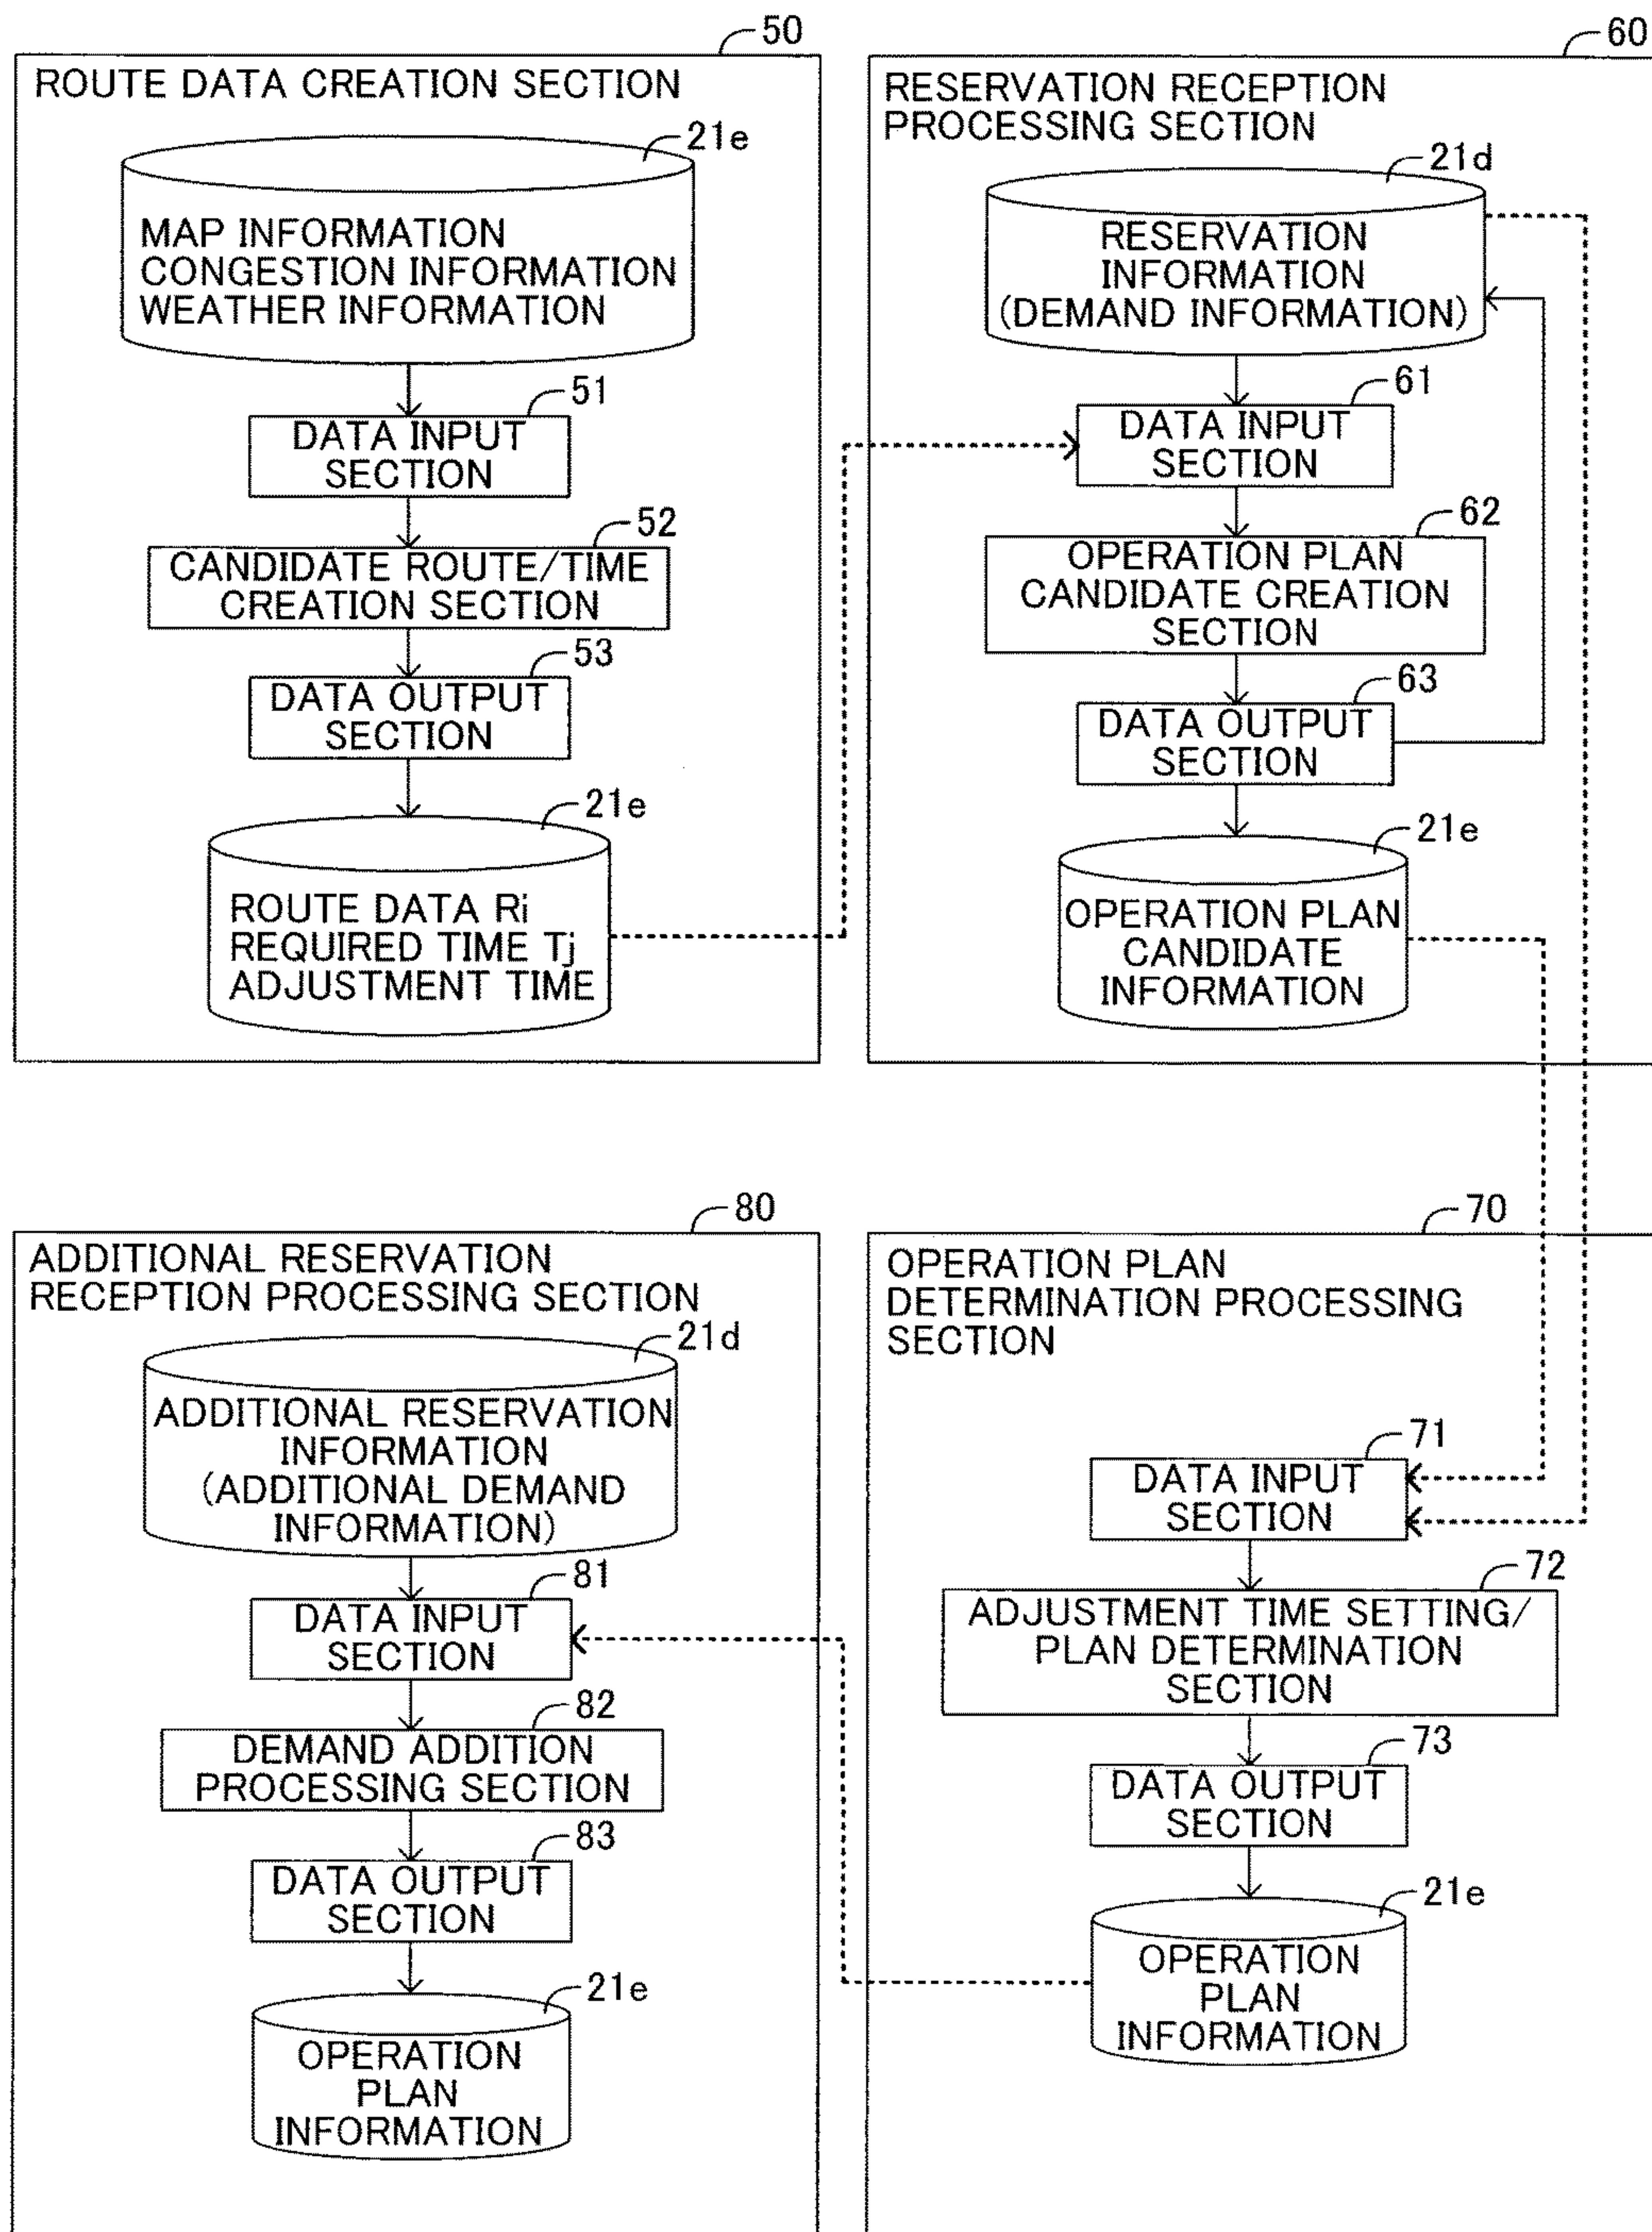 50
ROUTE DATA CREATION SECTION
21e
MAP INFORMATION
CONGESTION INFORMATION
WEATHER INFORMATION
51
DATA INPUT
SECTION
52
CANDIDATE ROUTE/TIME
CREATION SECTION
53
DATA OUTPUT
SECTION
21e
ROUTE DATA Ri
REQUIRED TIME Tj
ADJUSTMENT TIME
60
RESERVATION RECEPTION
PROCESSING SECTION
21d
RESERVATION
INFORMATION
(DEMAND INFORMATION)
61
DATA INPUT
SECTION
62
OPERATION PLAN
CANDIDATE CREATION
SECTION
63
DATA OUTPUT
SECTION
21e
OPERATION PLAN
CANDIDATE
INFORMATION
80
ADDITIONAL RESERVATION
RECEPTION PROCESSING SECTION
21d
ADDITIONAL RESERVATION
INFORMATION
(ADDITIONAL DEMAND
INFORMATION)
81
DATA INPUT
SECTION
82
DEMAND ADDITION
PROCESSING SECTION
83
DATA OUTPUT
SECTION
21e
OPERATION
PLAN
INFORMATION
70
OPERATION PLAN
DETERMINATION PROCESSING
SECTION
71
DATA INPUT
SECTION
72
ADJUSTMENT TIME SETTING/
PLAN DETERMINATION
SECTION
73
DATA OUTPUT
SECTION
21e
OPERATION
PLAN
INFORMATION